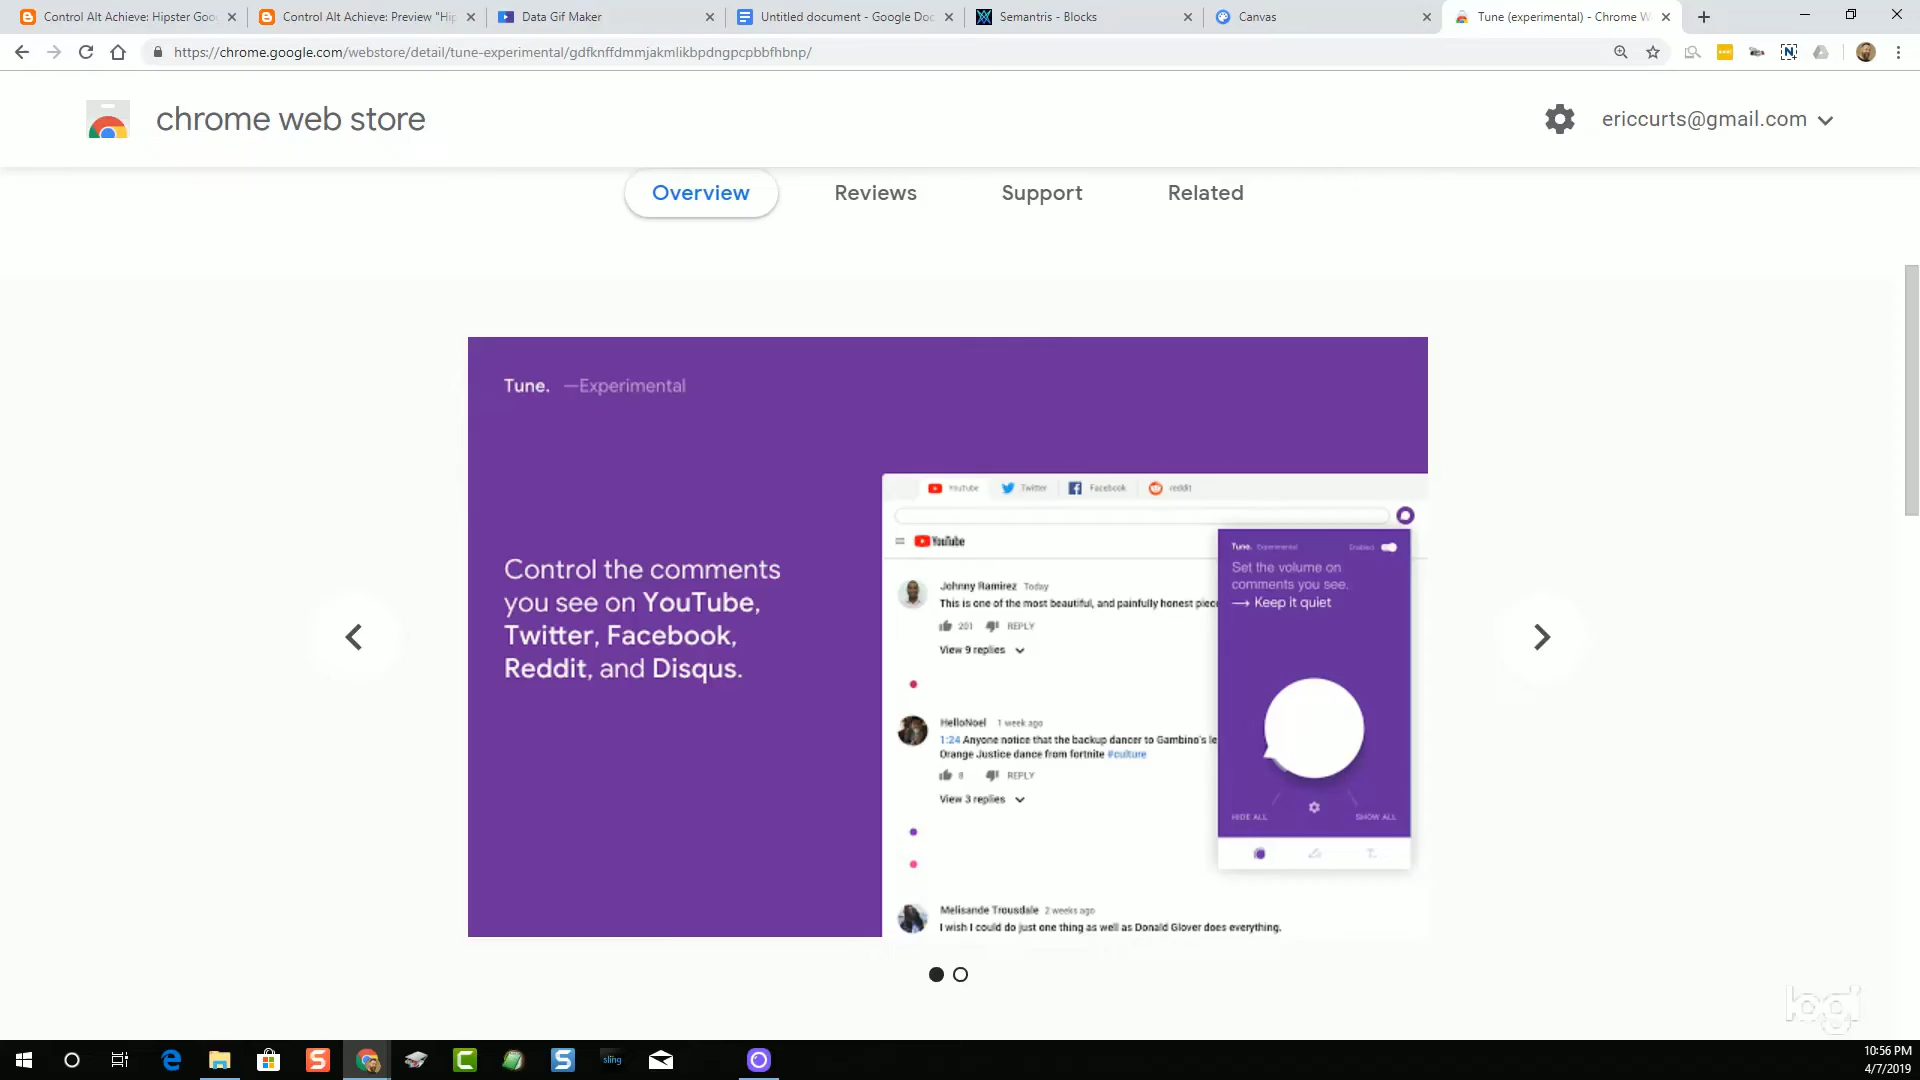 Control Alt Achieve: Hipster Goo
Control Alt Achieve: Preview "Hip
Data Gif Maker
Untitled document - Google Doc
Semantris - Blocks
Canvas
Tune (experimental) - Chrome W
https://chrome.google.com/webstore/detail/tune-experimental/gdfknffdmmjakmlikbpdngpcpbbfhbnp/
chrome web store
ericcurts@gmail.com
Overview
Reviews
Support
Related
Tune. —Experimental
Control the comments
you see on YouTube,
Twitter, Facebook,
Reddit, and Disqus.
Youtube
Twitter
Facebook
reddit
YouTube
Tune. Experimental
Enabled
Set the volume on
comments you see.
→ Keep it quiet
HIDE ALL
SHOW ALL
Johnny Ramirez Today
This is one of the most beautiful, and painfully honest piec
201 REPLY
View 9 replies
HelloNoel 1 week ago
1:24 Anyone notice that the backup dancer to Gambino's le
Orange Justice dance from fortnite #culture
8 REPLY
View 3 replies
Melisande Trousdale 2 weeks ago
I wish I could do just one thing as well as Donald Glover does everything.
logi
sling
10:56 PM
4/7/2019